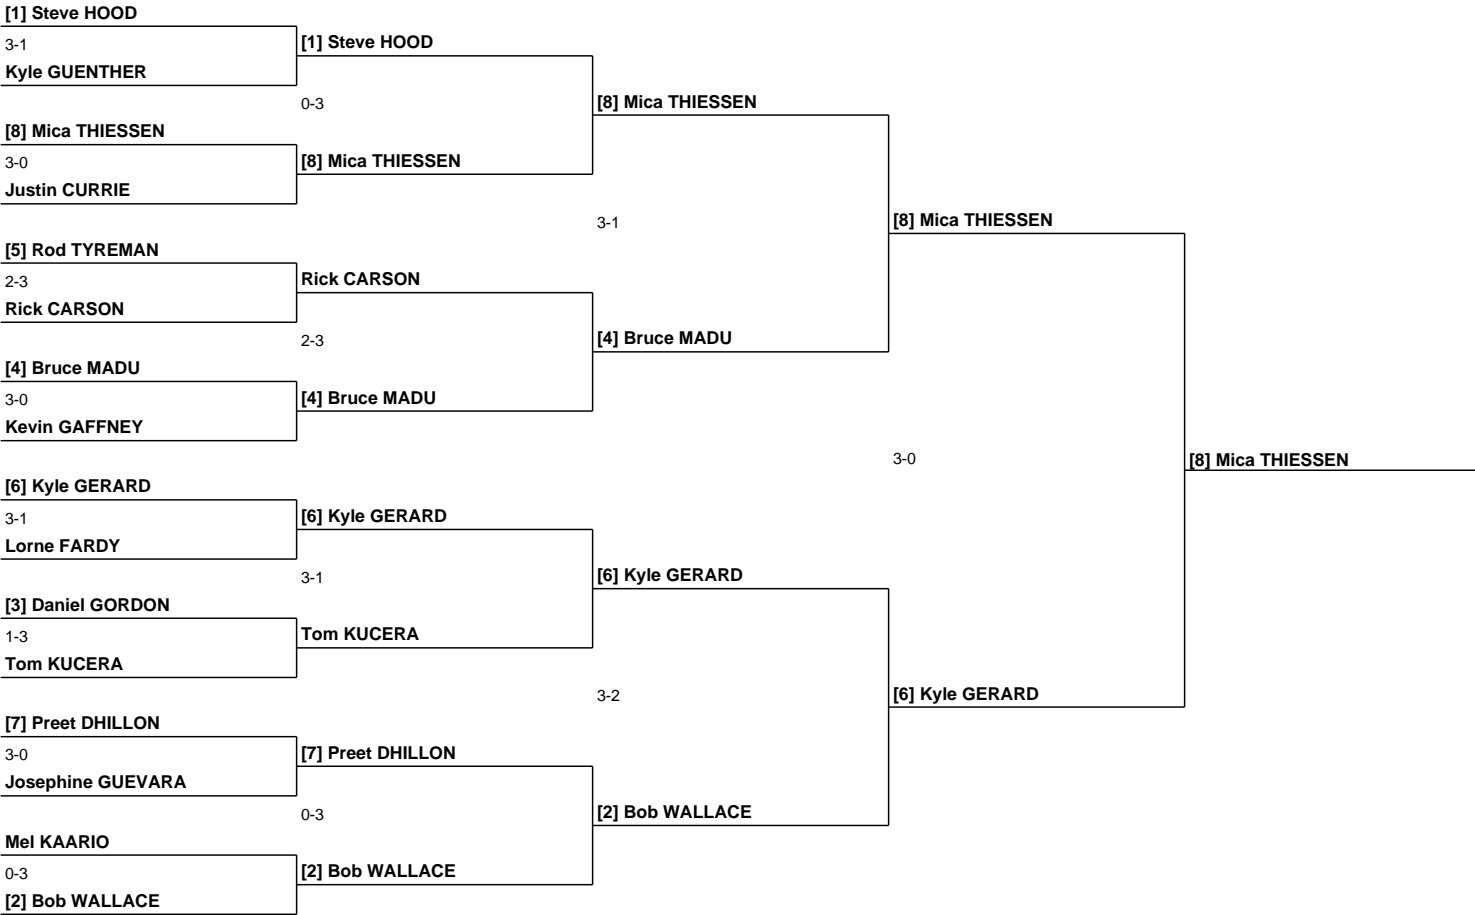 [1] Steve HOOD
3-1
[1] Steve HOOD
Kyle GUENTHER
0-3
[8] Mica THIESSEN
[8] Mica THIESSEN
3-0
[8] Mica THIESSEN
Justin CURRIE
3-1
[8] Mica THIESSEN
[5] Rod TYREMAN
2-3
Rick CARSON
Rick CARSON
2-3
[4] Bruce MADU
[4] Bruce MADU
3-0
[4] Bruce MADU
Kevin GAFFNEY
3-0
[8] Mica THIESSEN
[6] Kyle GERARD
3-1
[6] Kyle GERARD
Lorne FARDY
3-1
[6] Kyle GERARD
[3] Daniel GORDON
1-3
Tom KUCERA
Tom KUCERA
3-2
[6] Kyle GERARD
[7] Preet DHILLON
3-0
[7] Preet DHILLON
Josephine GUEVARA
0-3
[2] Bob WALLACE
Mel KAARIO
0-3
[2] Bob WALLACE
[2] Bob WALLACE